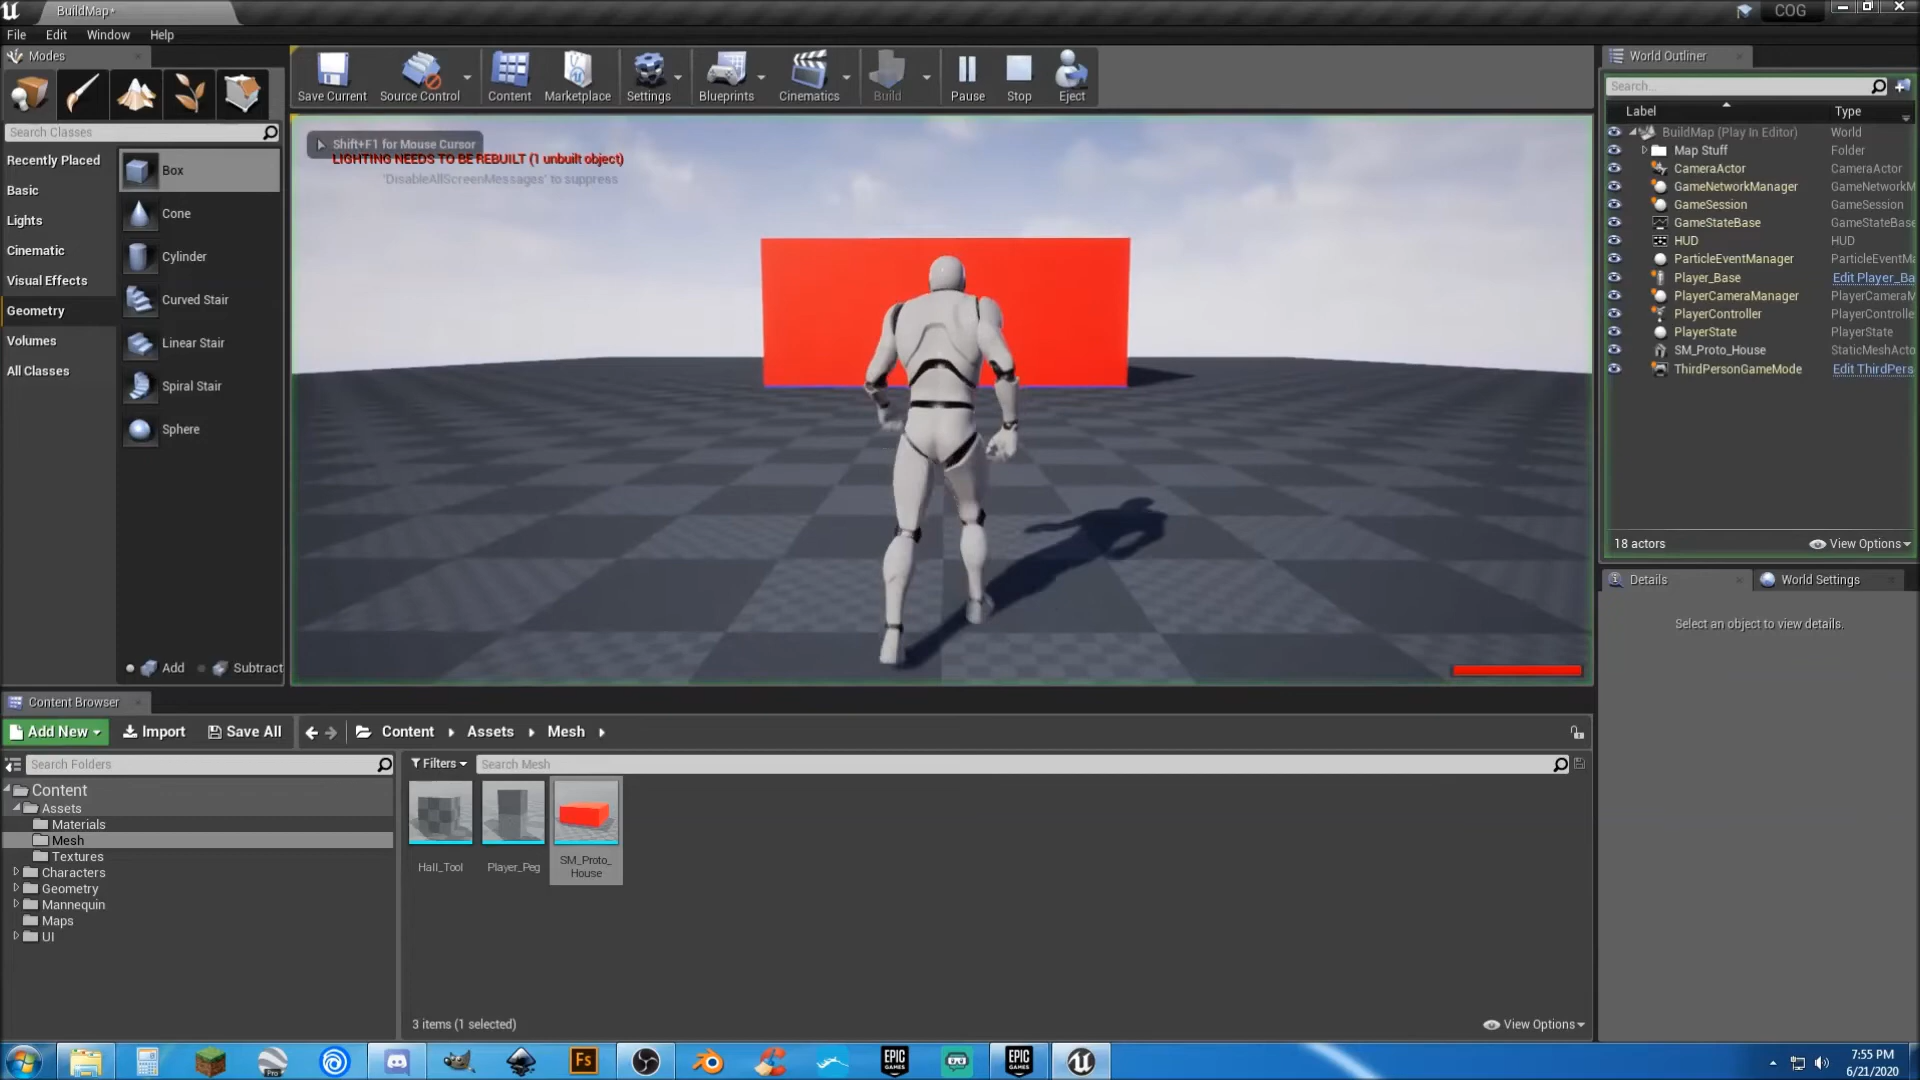 BuildMap*
COG
File Edit Window Help
Modes
Search Classes
Recently Placed
Basic
Lights
Cinematic
Visual Effects
Geometry
Volumes
All Classes
Box
Cone
Cylinder
Curved Stair
Linear Stair
Spiral Stair
Sphere
Add Subtract
Save Current Source Control Content Marketplace Settings Blueprints Cinematics Build Pause Stop Eject
Shift+F1 for Mouse Cursor
LIGHTING NEEDS TO BE REBUILT (1 unbuilt object)
'DisableAllScreenMessages' to suppress
World Outliner
Search...
Label Type
BuildMap (Play In Editor) World
Map Stuff Folder
CameraActor CameraActor
GameNetworkManager GameNetworkM
GameSession GameSession
GameStateBase GameStateBase
HUD HUD
ParticleEventManager ParticleEventMa
Player_Base Edit Player_Ba
PlayerCameraManager PlayerCameraM
PlayerController PlayerControlle
PlayerState PlayerState
SM_Proto_House StaticMeshActo
ThirdPersonGameMode Edit ThirdPers
18 actors View Options
Details World Settings
Select an object to view details.
Content Browser
Add New Import Save All Content Assets Mesh
Search Folders
Filters Search Mesh
Content
Assets
Materials
Mesh
Textures
Characters
Geometry
Mannequin
Maps
UI
Hall_Tool
Player_Peg
SM_Proto_
House
3 items (1 selected) View Options
Pro
Fs
EPIC
GAMES
EPIC
GAMES
7:55 PM
6/21/2020